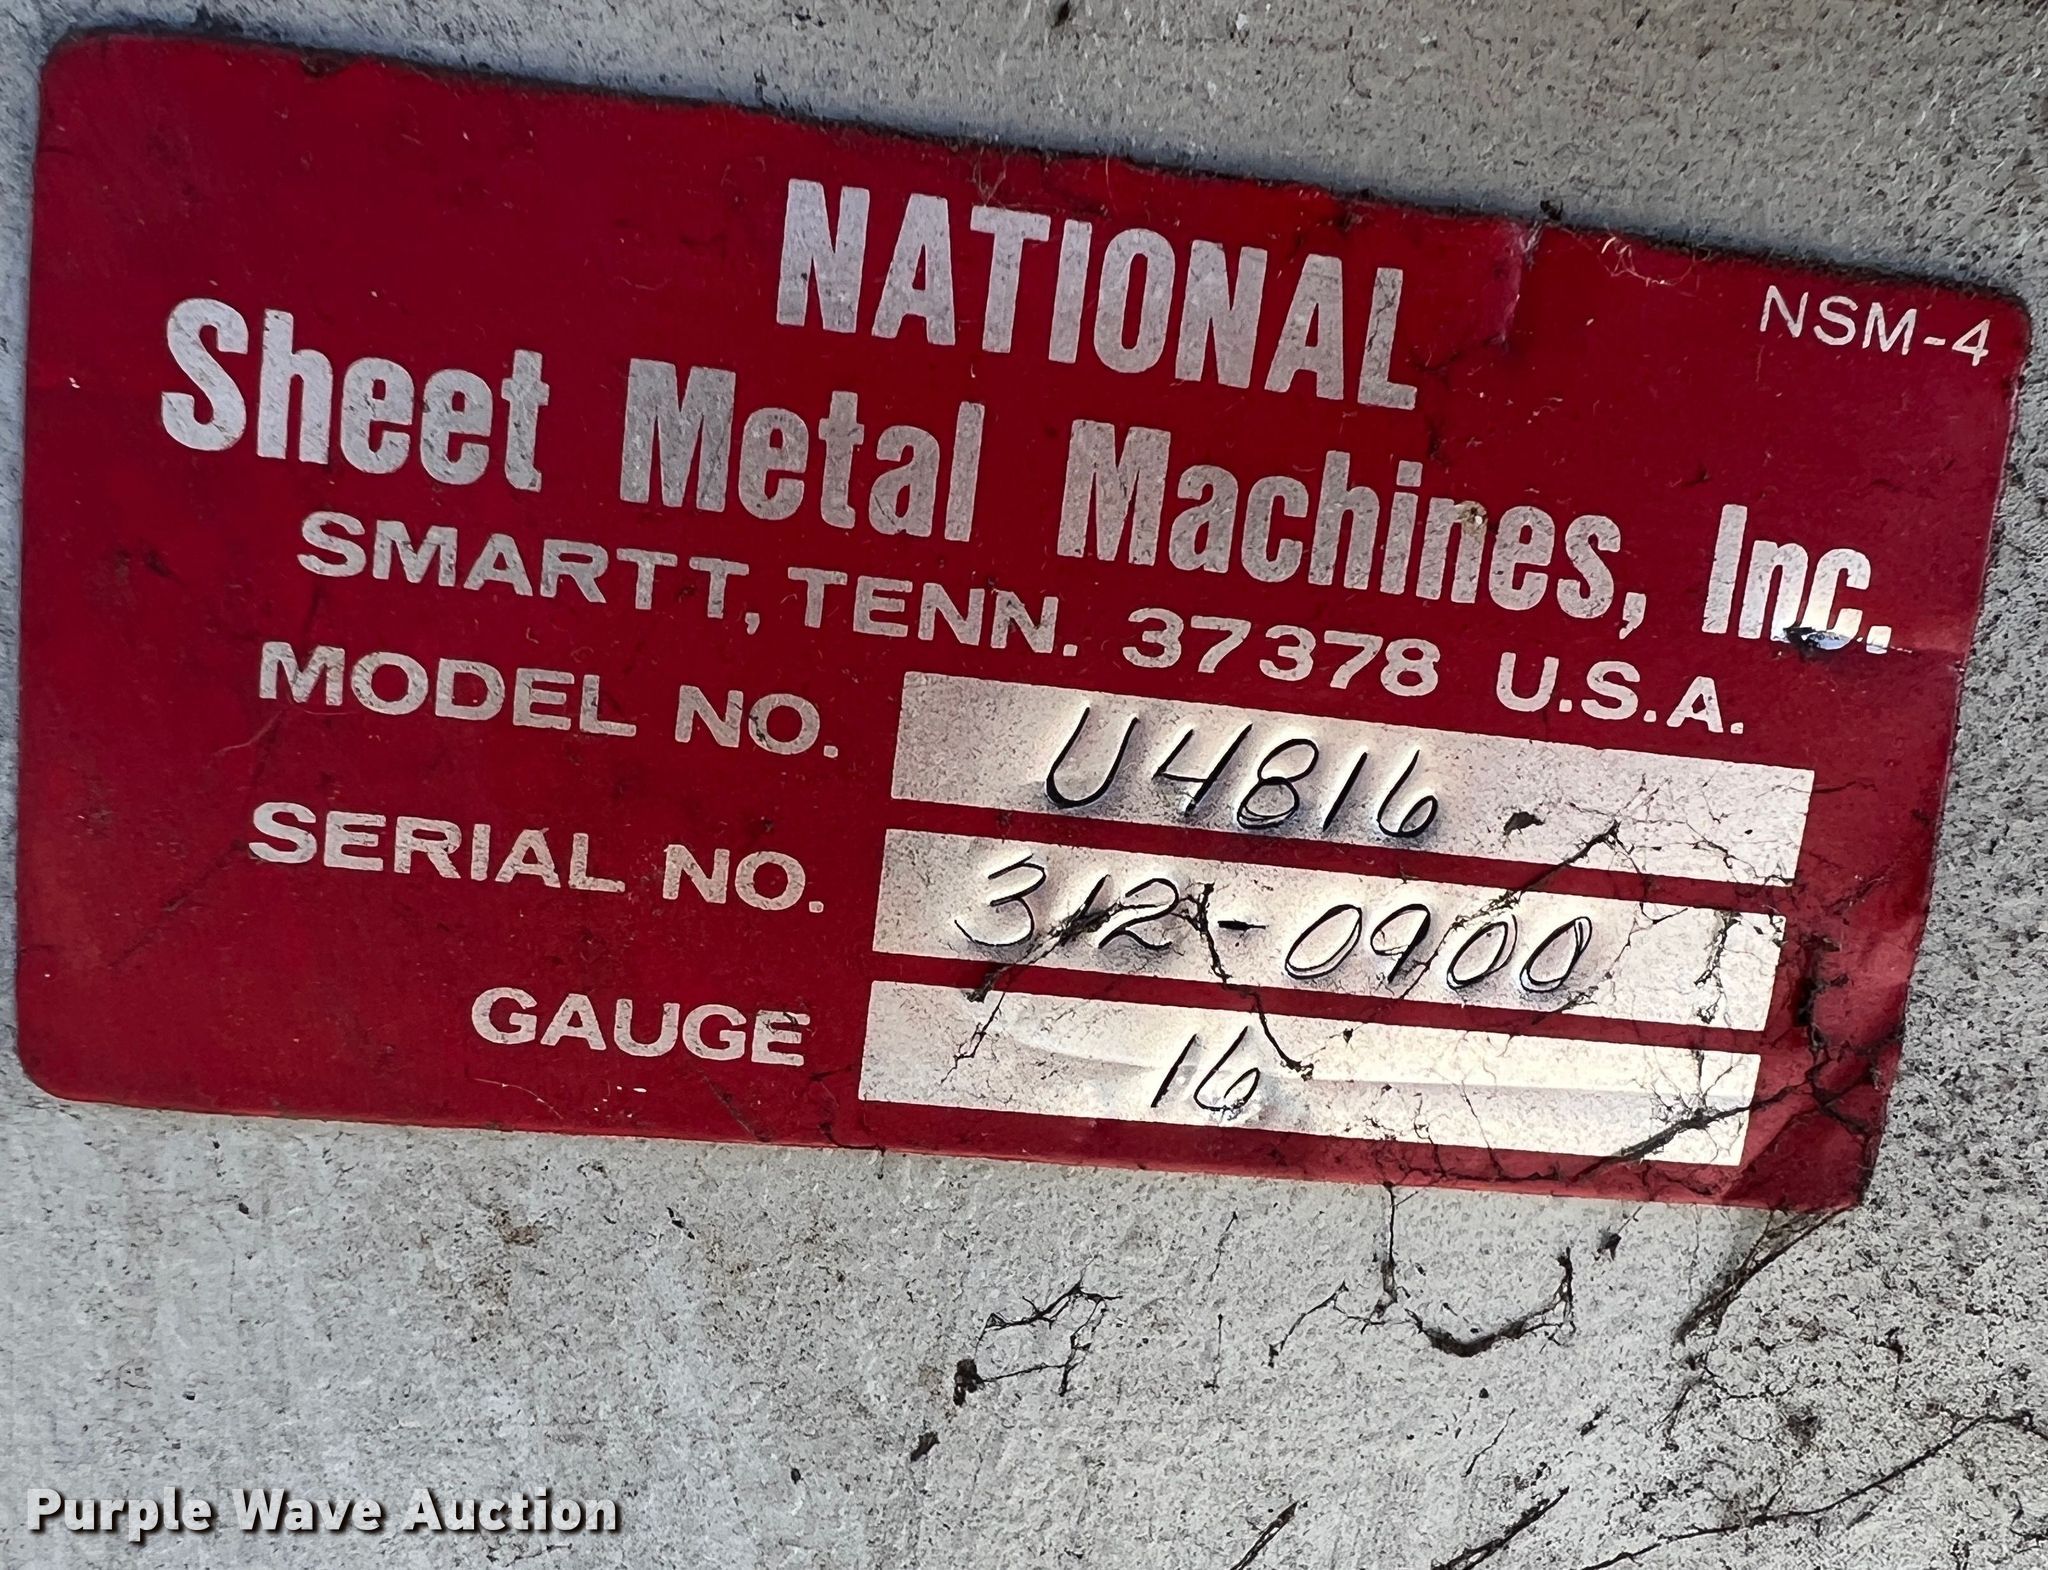 NATIONAL
NSM-4
Sheet Metal Machines, Inc.
SMARTT, TENN. 37378 U.S.A.
MODEL NO. U4816
SERIAL NO. 312-0900
GAUGE 16
Purple Wave Auction